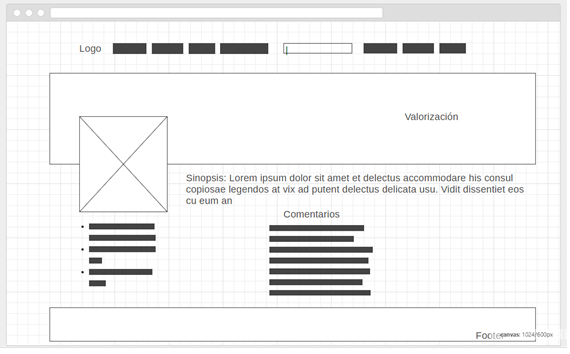 Logo
Valorización
Sinopsis: Lorem ipsum dolor sit amet et delectus accommodare his consul
copiosae legendos at vix ad putent delectus delicata usu. Vidit dissentiet eos
cu eum an
Comentarios
Footer
canvas: 1024/600px